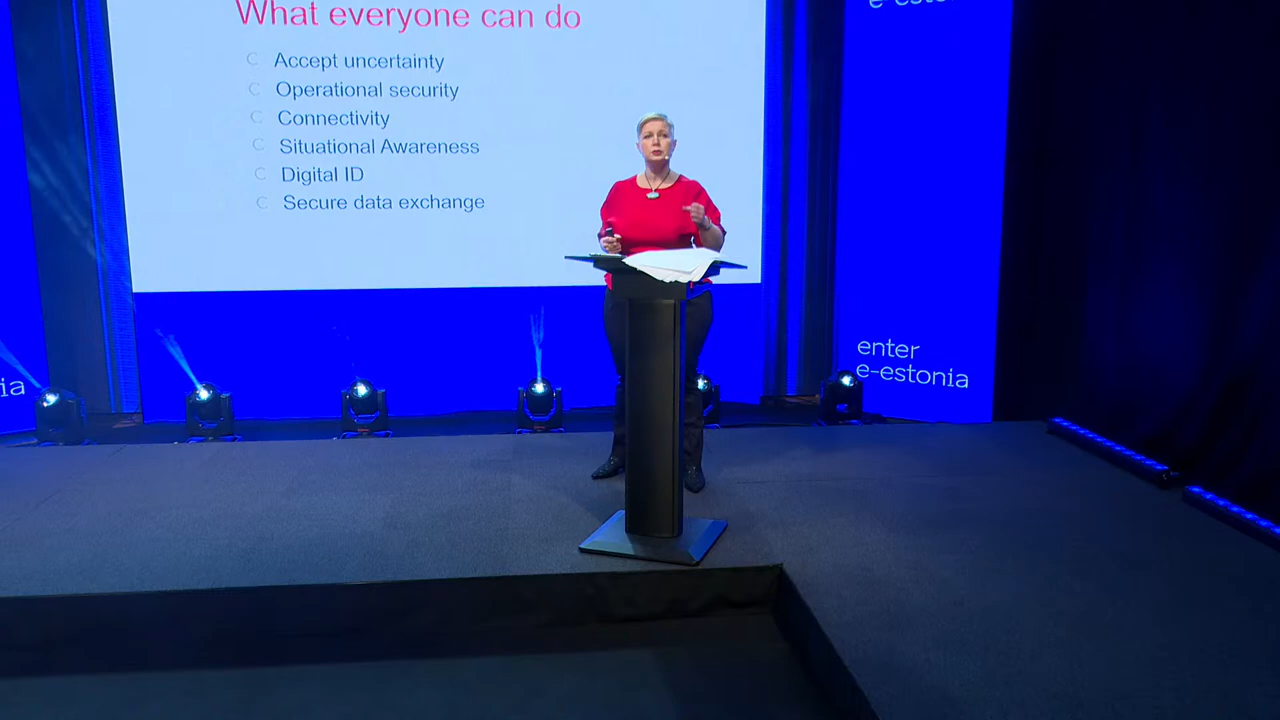 What everyone can do
Accept uncertainty
Operational security
Connectivity
Situational Awareness
Digital ID
Secure data exchange
enter
e-estonia